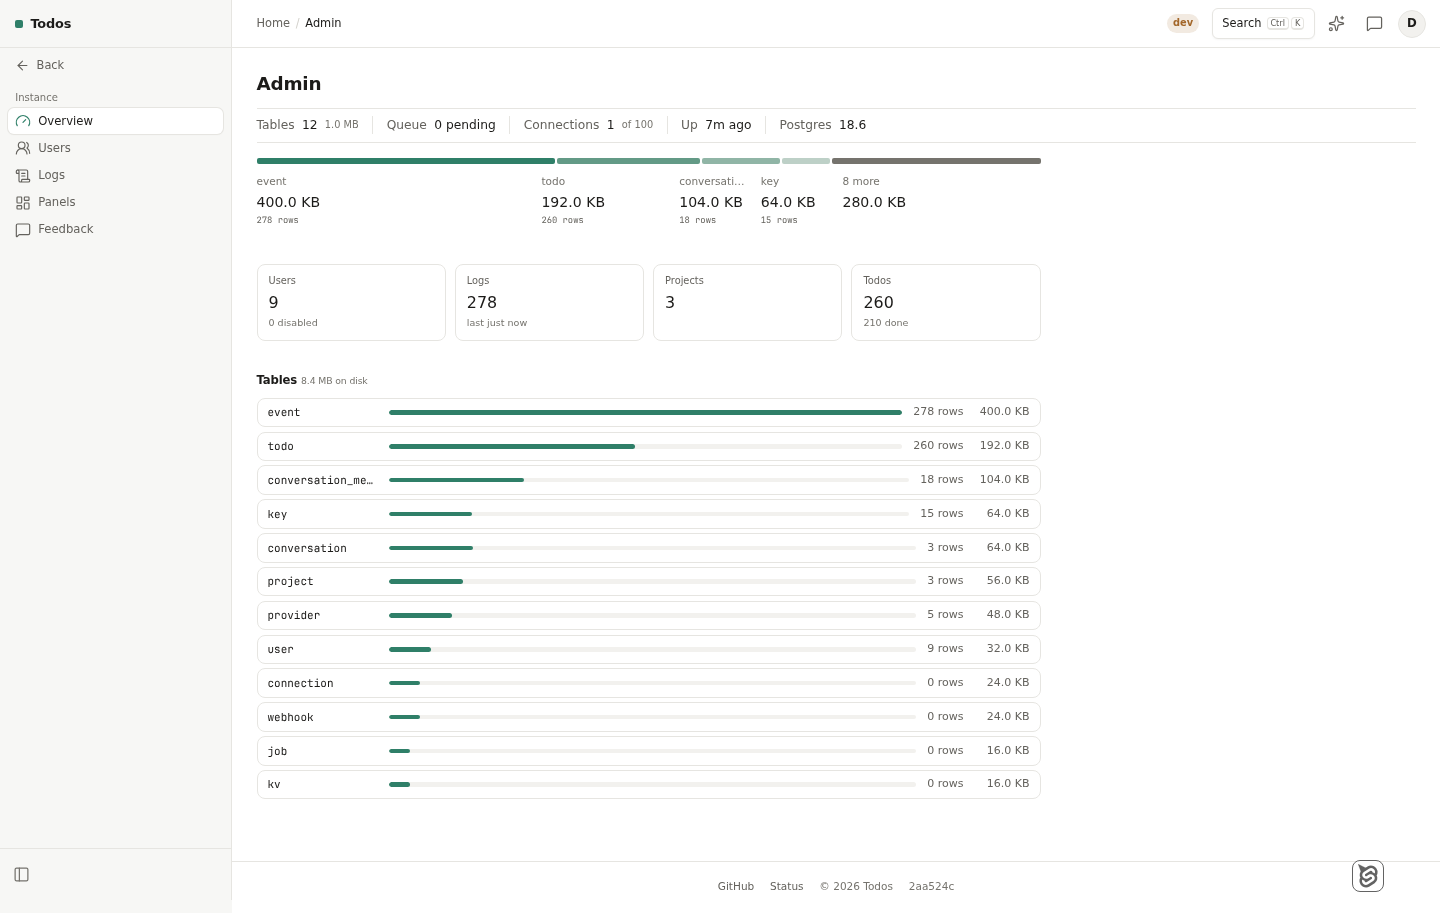 Todos
Home / Admin
dev
Search Ctrl K
D
Back
Instance
Overview
Users
Logs
Panels
Feedback
Admin
Tables 12 1.0 MB
Queue 0 pending
Connections 1 of 100
Up 7m ago
Postgres 18.6
event
400.0 KB
278 rows
todo
192.0 KB
260 rows
conversati…
104.0 KB
18 rows
key
64.0 KB
15 rows
8 more
280.0 KB
Users
9
0 disabled
Logs
278
last just now
Projects
3
Todos
260
210 done
Tables 8.4 MB on disk
event 278 rows 400.0 KB
todo 260 rows 192.0 KB
conversation_me… 18 rows 104.0 KB
key 15 rows 64.0 KB
conversation 3 rows 64.0 KB
project 3 rows 56.0 KB
provider 5 rows 48.0 KB
user 9 rows 32.0 KB
connection 0 rows 24.0 KB
webhook 0 rows 24.0 KB
job 0 rows 16.0 KB
kv 0 rows 16.0 KB
GitHub Status © 2026 Todos 2aa524c